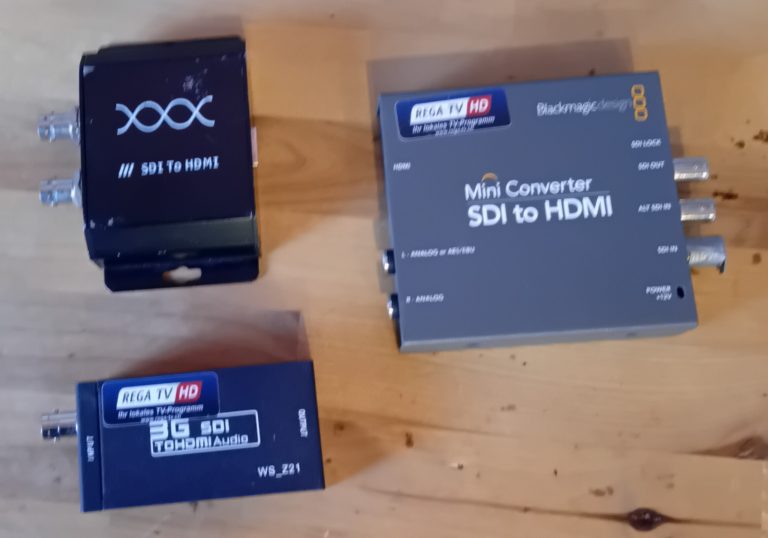 /// SDI To HDMI
REGA TV HD
Ihr lokales TV-Programm
Blackmagicdesign
HDMI
SDI LOCK
SDI OUT
Mini Converter
SDI to HDMI
ALT SDI IN
SDI IN
L - ANALOG or AES/EBU
R - ANALOG
POWER
+12V
REGA TV HD
Ihr lokales TV-Programm
3G SDI
TO HDMI Audio
INPUT
OUTPUT
WS_Z21